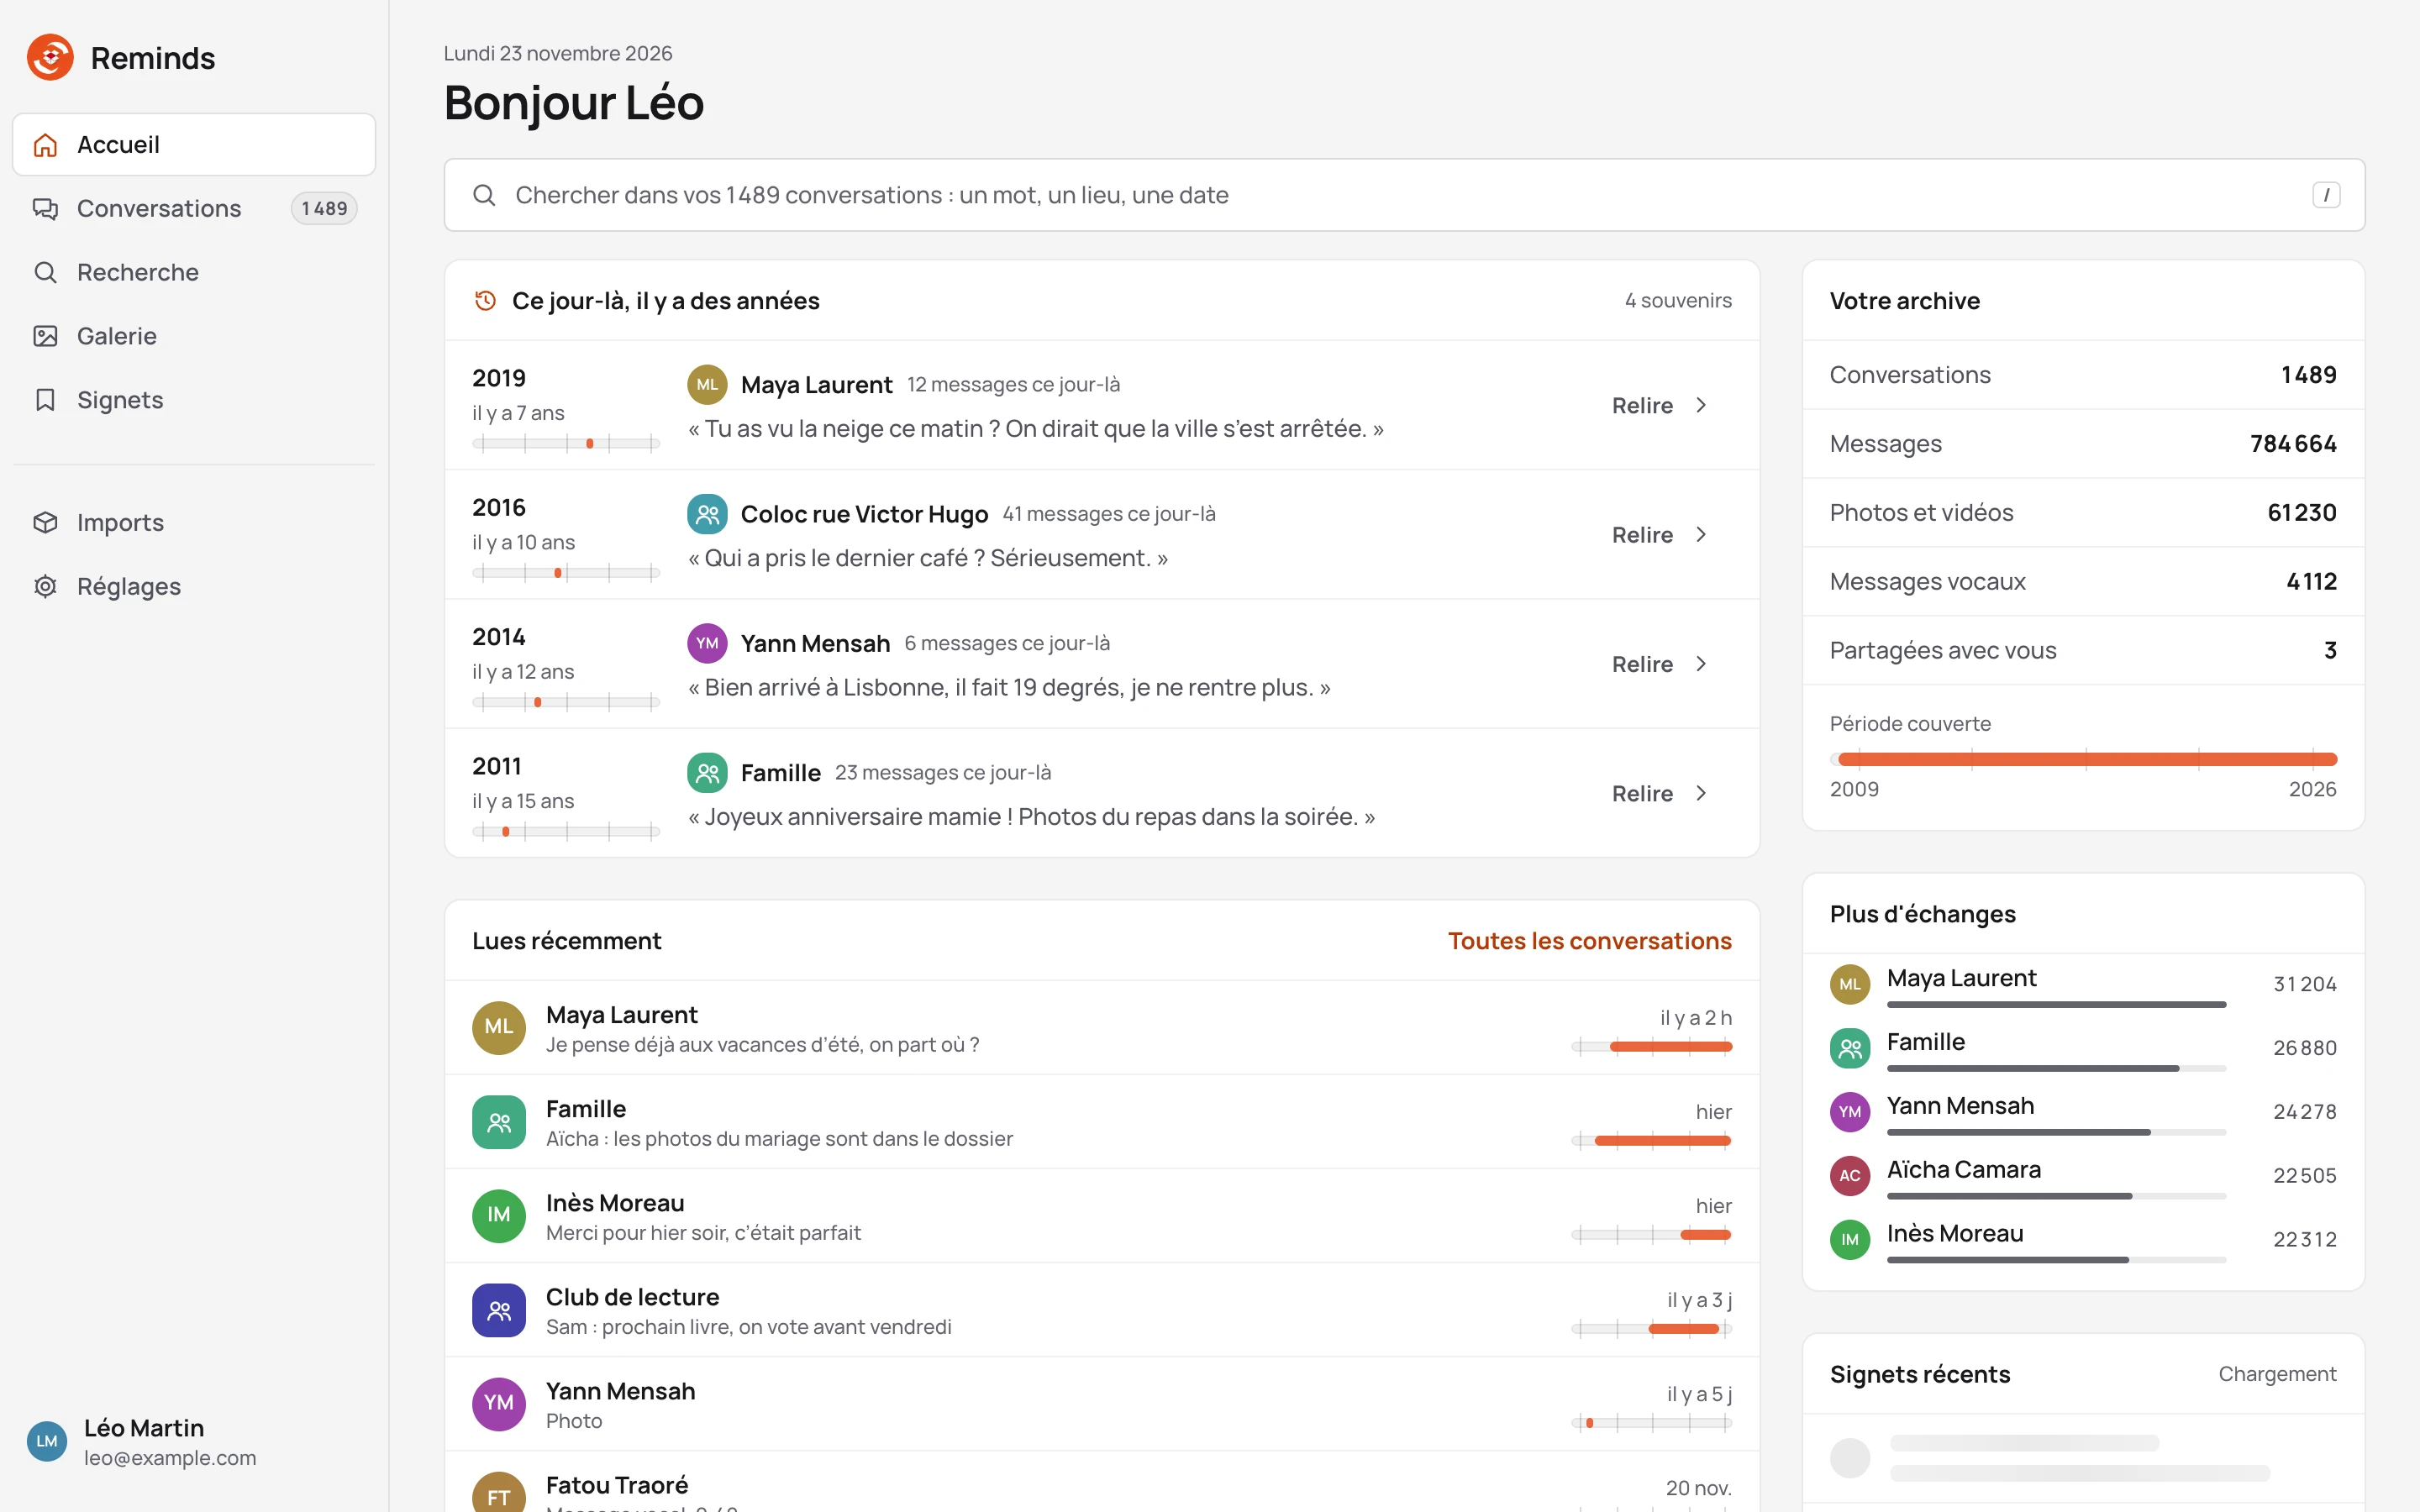 Reminds
Accueil
Conversations 1 489
Recherche
Galerie
Signets
Imports
Réglages
LM
Léo Martin
leo@example.com
Lundi 23 novembre 2026
Bonjour Léo
Chercher dans vos 1 489 conversations : un mot, un lieu, une date /
Ce jour-là, il y a des années 4 souvenirs
2019
il y a 7 ans
ML Maya Laurent 12 messages ce jour-là
« Tu as vu la neige ce matin ? On dirait que la ville s’est arrêtée. »
Relire
2016
il y a 10 ans
Coloc rue Victor Hugo 41 messages ce jour-là
« Qui a pris le dernier café ? Sérieusement. »
Relire
2014
il y a 12 ans
YM Yann Mensah 6 messages ce jour-là
« Bien arrivé à Lisbonne, il fait 19 degrés, je ne rentre plus. »
Relire
2011
il y a 15 ans
Famille 23 messages ce jour-là
« Joyeux anniversaire mamie ! Photos du repas dans la soirée. »
Relire
Lues récemment Toutes les conversations
ML
Maya Laurent
Je pense déjà aux vacances d’été, on part où ?
il y a 2 h
Famille
Aïcha : les photos du mariage sont dans le dossier
hier
IM
Inès Moreau
Merci pour hier soir, c’était parfait
hier
Club de lecture
Sam : prochain livre, on vote avant vendredi
il y a 3 j
YM
Yann Mensah
Photo
il y a 5 j
FT
Fatou Traoré
20 nov.
Votre archive
Conversations 1 489
Messages 784 664
Photos et vidéos 61 230
Messages vocaux 4 112
Partagées avec vous 3
Période couverte
2009 2026
Plus d'échanges
ML Maya Laurent 31 204
Famille 26 880
YM Yann Mensah 24 278
AC Aïcha Camara 22 505
IM Inès Moreau 22 312
Signets récents Chargement